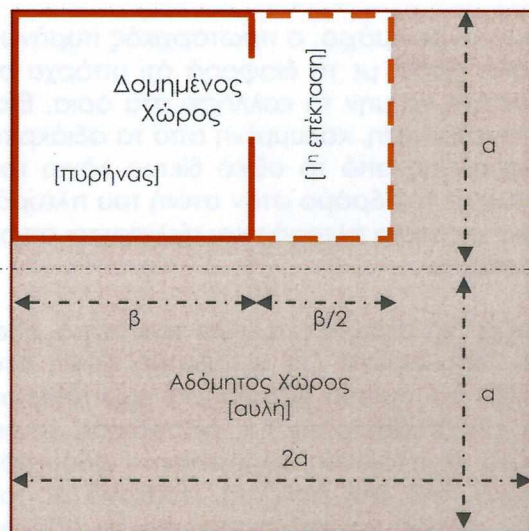 Δομημένος
Χώρος
[πυρήνας]
[1η επέκταση]
α
β
β/2
Αδόμητος Χώρος
[αυλή]
α
2α